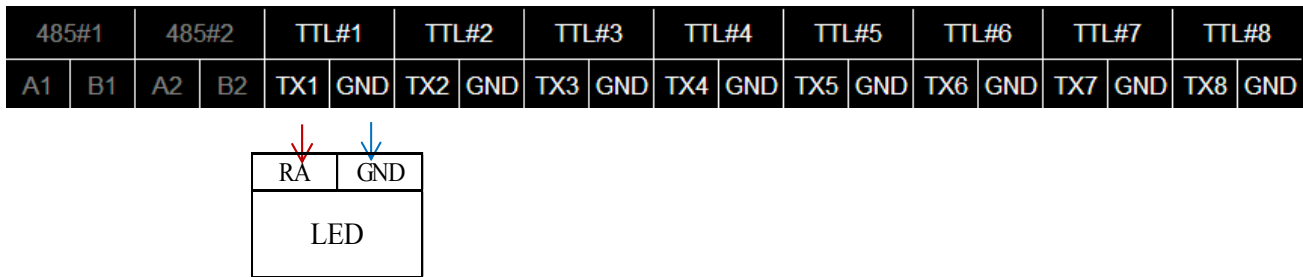 485#1 485#2 TTL#1 TTL#2 TTL#3 TTL#4 TTL#5 TTL#6 TTL#7 TTL#8
A1 B1 A2 B2 TX1 GND TX2 GND TX3 GND TX4 GND TX5 GND TX6 GND TX7 GND TX8 GND
RA GND
LED